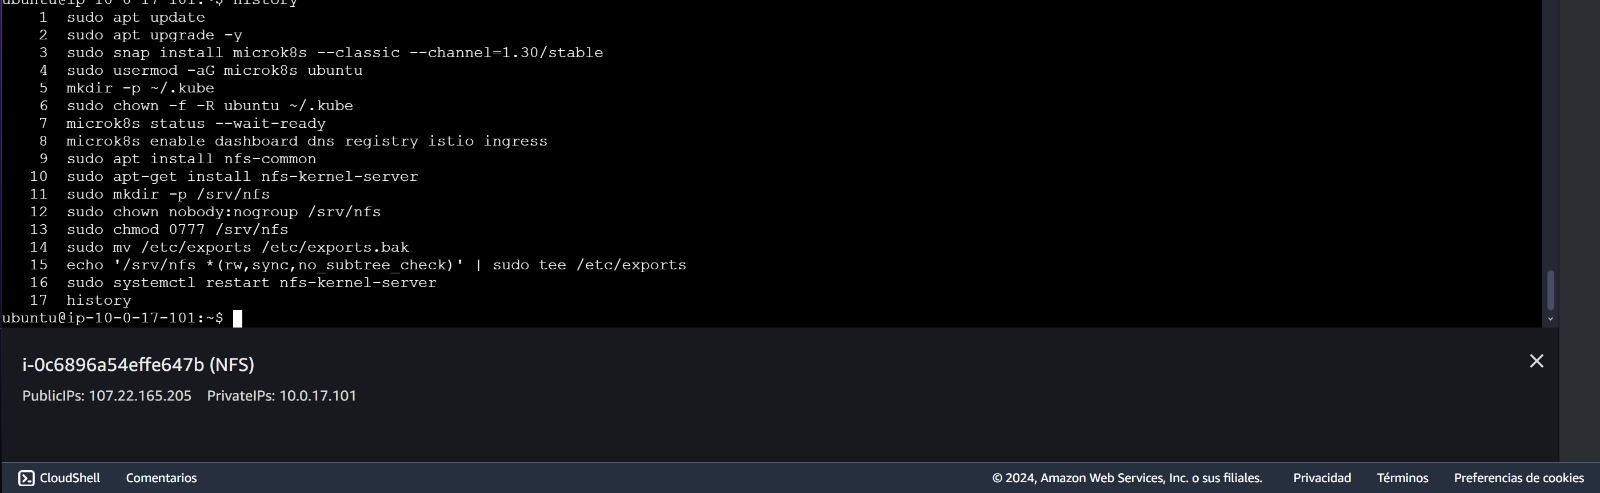 ubuntu@ip-10-0-17-101:~$ history
1 sudo apt update
2 sudo apt upgrade -y
3 sudo snap install microk8s --classic --channel=1.30/stable
4 sudo usermod -aG microk8s ubuntu
5 mkdir -p ~/.kube
6 sudo chown -f -R ubuntu ~/.kube
7 microk8s status --wait-ready
8 microk8s enable dashboard dns registry istio ingress
9 sudo apt install nfs-common
10 sudo apt-get install nfs-kernel-server
11 sudo mkdir -p /srv/nfs
12 sudo chown nobody:nogroup /srv/nfs
13 sudo chmod 0777 /srv/nfs
14 sudo mv /etc/exports /etc/exports.bak
15 echo '/srv/nfs *(rw,sync,no_subtree_check)' | sudo tee /etc/exports
16 sudo systemctl restart nfs-kernel-server
17 history
ubuntu@ip-10-0-17-101:~$
i-0c6896a54effe647b (NFS)
PublicIPs: 107.22.165.205 PrivateIPs: 10.0.17.101
CloudShell Comentarios © 2024, Amazon Web Services, Inc. o sus filiales. Privacidad Términos Preferencias de cookies